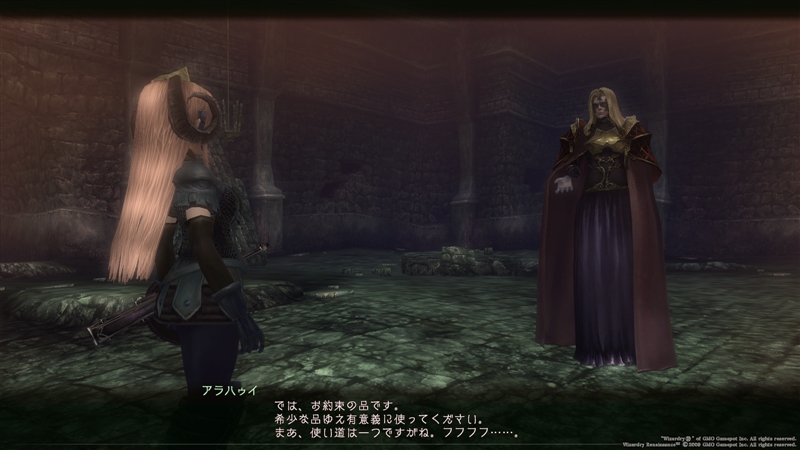 アラハゥイ
では、お約束の品です。
希少な品ゆえ有意義に使ってください。
まあ、使い道は一つですがね。フフフフ……。
"Wizardry®" of GMO Gamepot Inc. All rights reserved.
Wizardry Renaissance™ © 2009 GMO Gamepot Inc. All rights reserved.